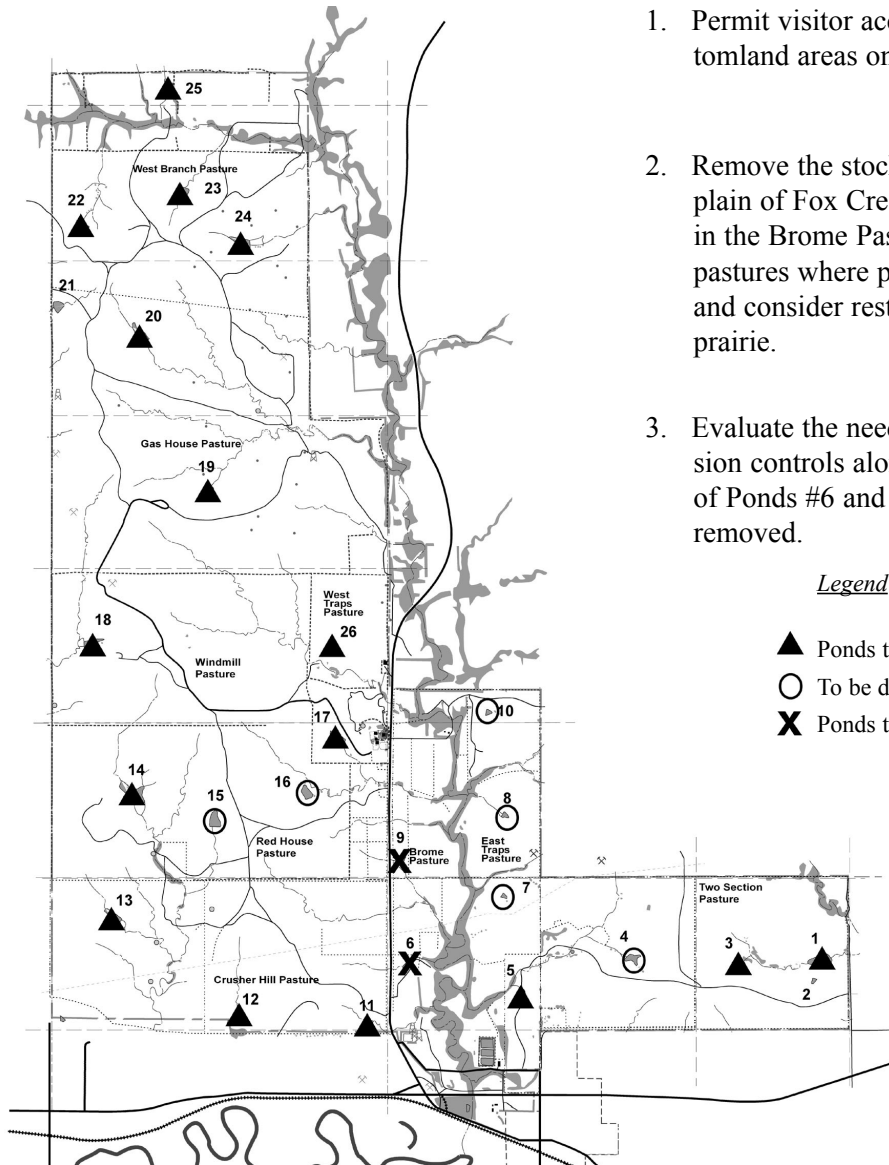 1. Permit visitor acc
tomland areas on
2. Remove the stoc
plain of Fox Cre
in the Brome Pas
pastures where p
and consider rest
prairie.
3. Evaluate the need
sion controls alo
of Ponds #6 and
removed.
Legend
Ponds t
To be d
X Ponds t
25
West Branch Pasture
23
22
24
21
20
Gas House Pasture
19
West
Traps
Pasture
26
18
Windmill
Pasture
17
10
14
16
15
8
9
Brome
Pasture
East
Traps
Pasture
Red House
Pasture
7
Two Section
Pasture
13
6
4
3
1
Crusher Hill Pasture
5
2
12
11